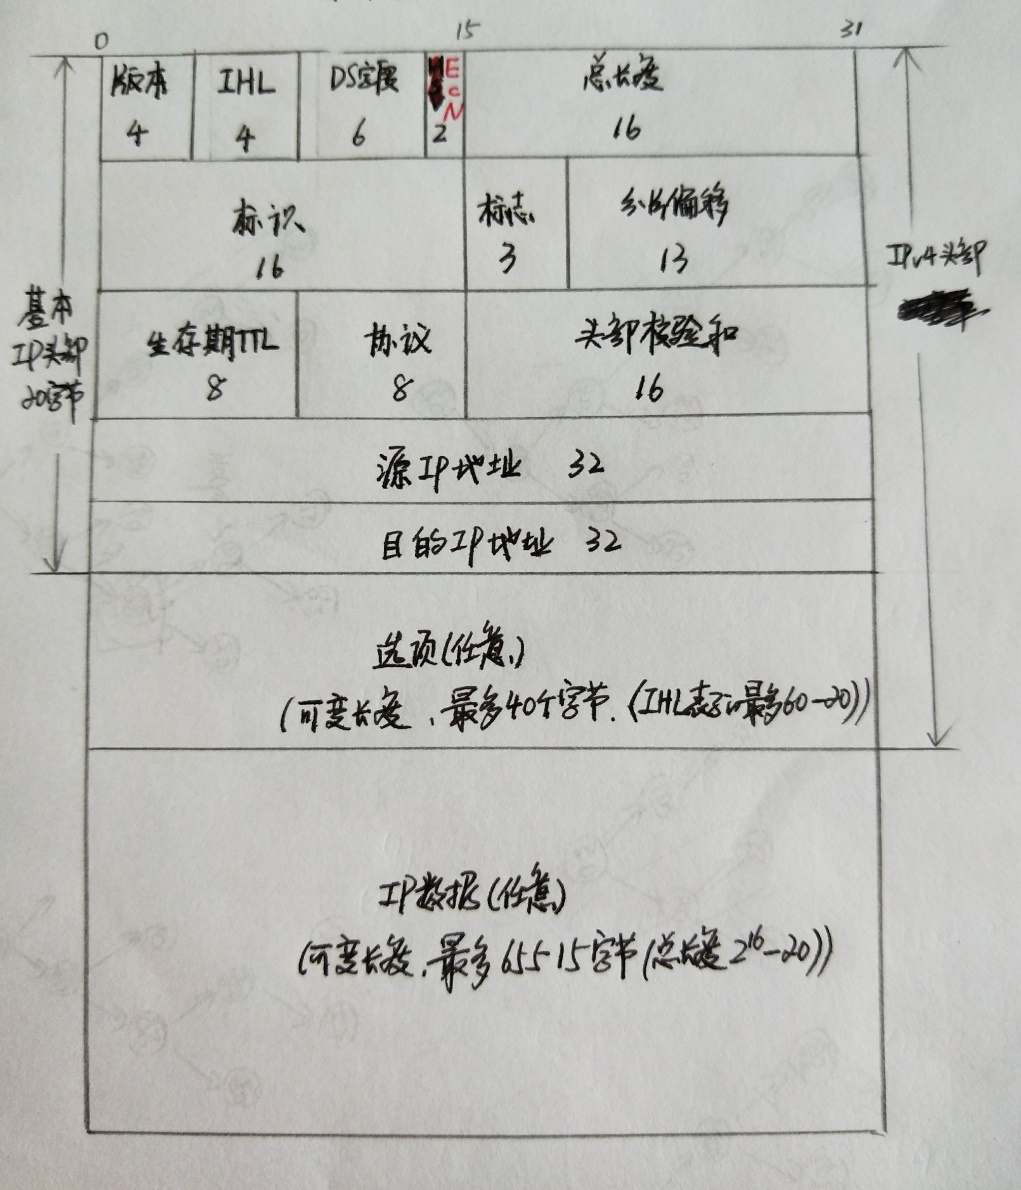 0 15 31
版本 IHL DS字段 ECN 总长度
4 4 6 2 16
标识 标志 分片偏移
16 3 13
IPv4头部
基本
IP头部
20字节
生存期TTL 协议 头部校验和
8 8 16
源IP地址 32
目的IP地址 32
选项(任意)
(可变长度,最多40个字节.(IHL表示最多60-20))
IP数据(任意)
(可变长度,最多65515字节(总长度2^16-20))